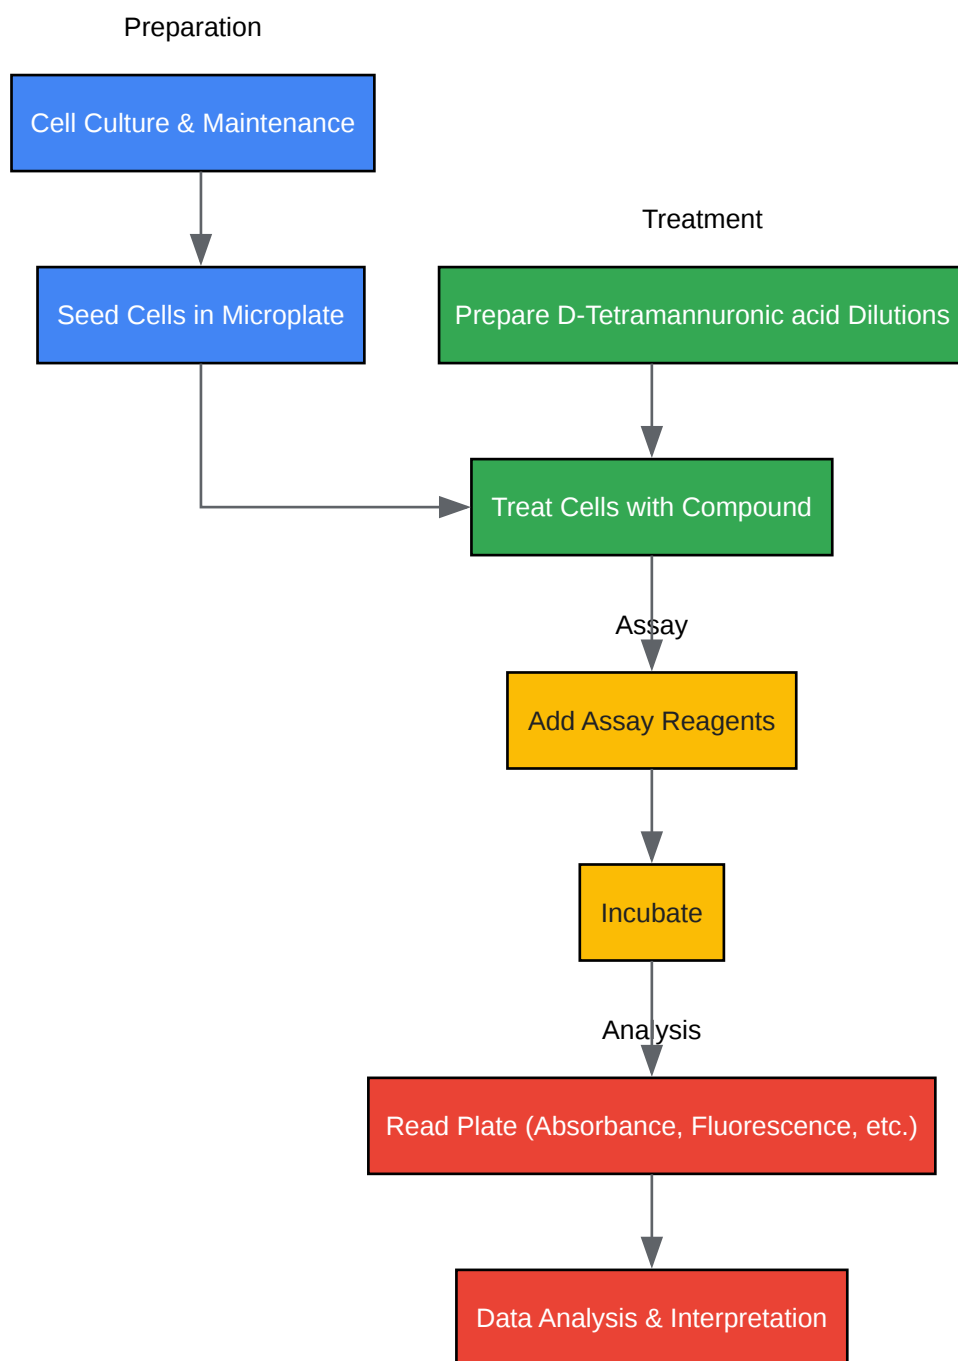 Preparation
Cell Culture & Maintenance
Treatment
Seed Cells in Microplate
Prepare D-Tetramannuronic acid Dilutions
Treat Cells with Compound
Assay
Add Assay Reagents
Incubate
Analysis
Read Plate (Absorbance, Fluorescence, etc.)
Data Analysis & Interpretation